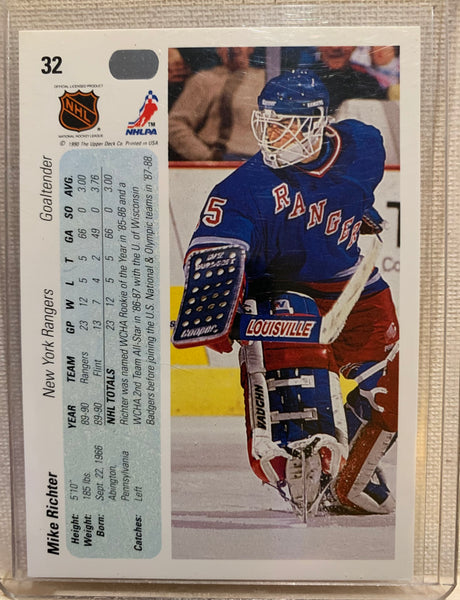 32
OFFICIAL LICENSED PRODUCT
NHL
NATIONAL HOCKEY LEAGUE
TM
NHLPA
© 1990 The Upper Deck Co. Printed in USA
Mike Richter New York Rangers Goaltender
Height: 5'10"
Weight: 185 lbs.
Born: Sept. 22, 1966
Abington,
Pennsylvania
Catches: Left
YEAR TEAM GP W L T GA SO AVG.
89-90 Rangers 23 12 5 5 66 0 3.00
89-90 Flint 13 7 4 2 49 0 3.76
NHL TOTALS 23 12 5 5 66 0 3.00
Richter was named WCHA Rookie of the Year in '85-86 and a
WCHA 2nd Team All-Star in '86-87 with the U. of Wisconsin
Badgers before joining the U.S. National & Olympic teams in '87-88
5
RANGERS
Cooper
LOUISVILLE
VAUGHN